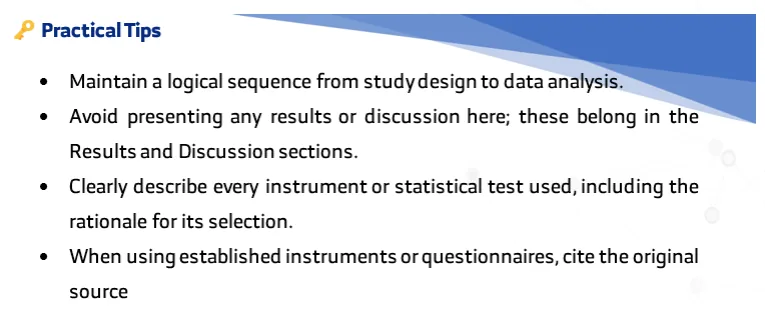 Practical Tips
• Maintain a logical sequence from study design to data analysis.
• Avoid presenting any results or discussion here; these belong in the
Results and Discussion sections.
• Clearly describe every instrument or statistical test used, including the
rationale for its selection.
• When using established instruments or questionnaires, cite the original
source